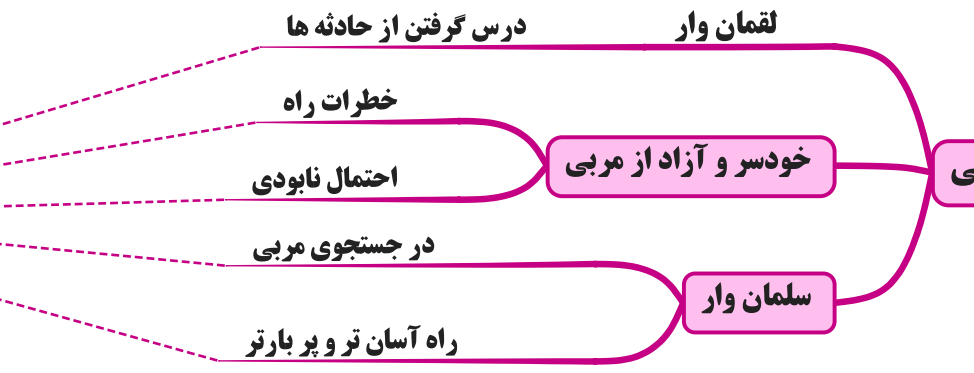 لقمان وار
درس گرفتن از حادثه ها
خودسر و آزاد از مربی
خطرات راه
احتمال نابودی
سلمان وار
در جستجوی مربی
راه آسان تر و پر بارتر